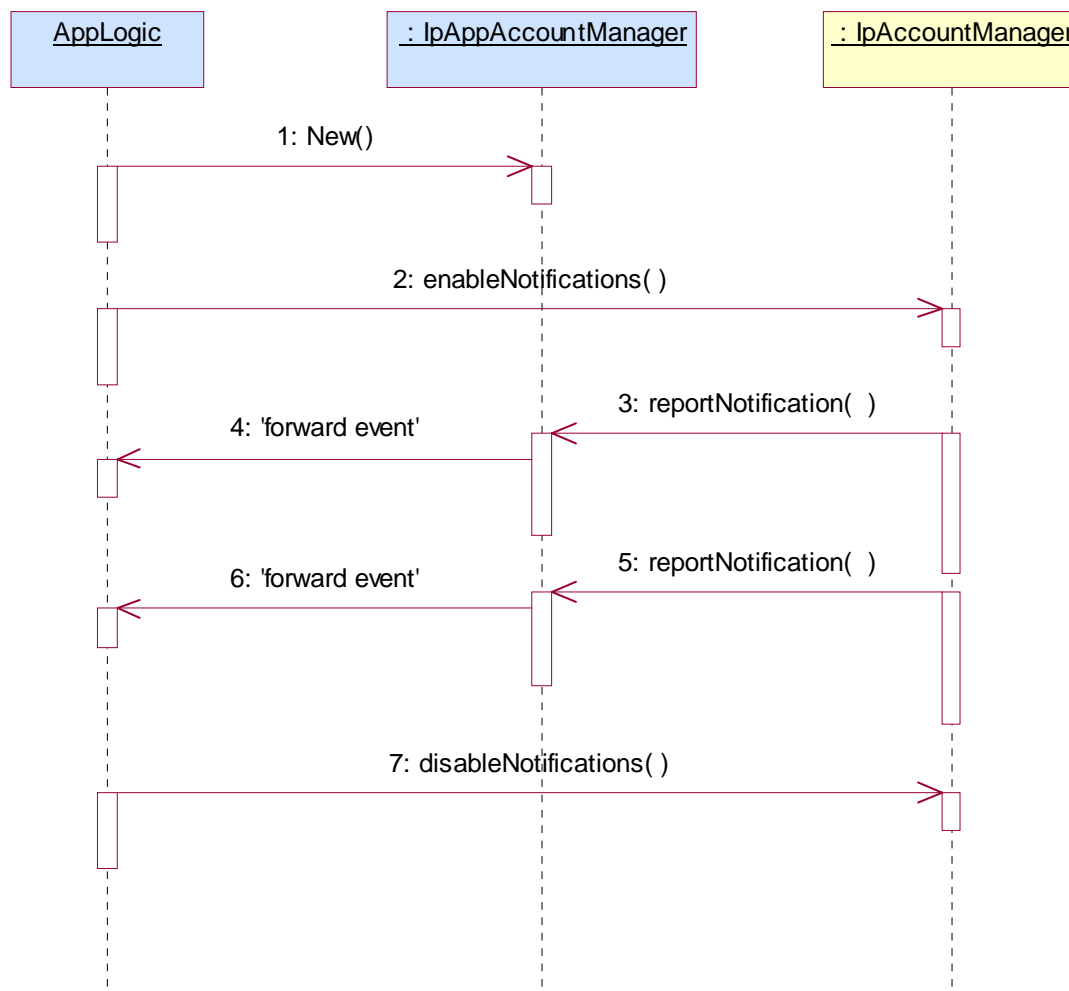 AppLogic
: IpAppAccountManager
: IpAccountManager
1: New()
2: enableNotifications( )
3: reportNotification(  )
4: 'forward event'
5: reportNotification(  )
6: 'forward event'
7: disableNotifications( )